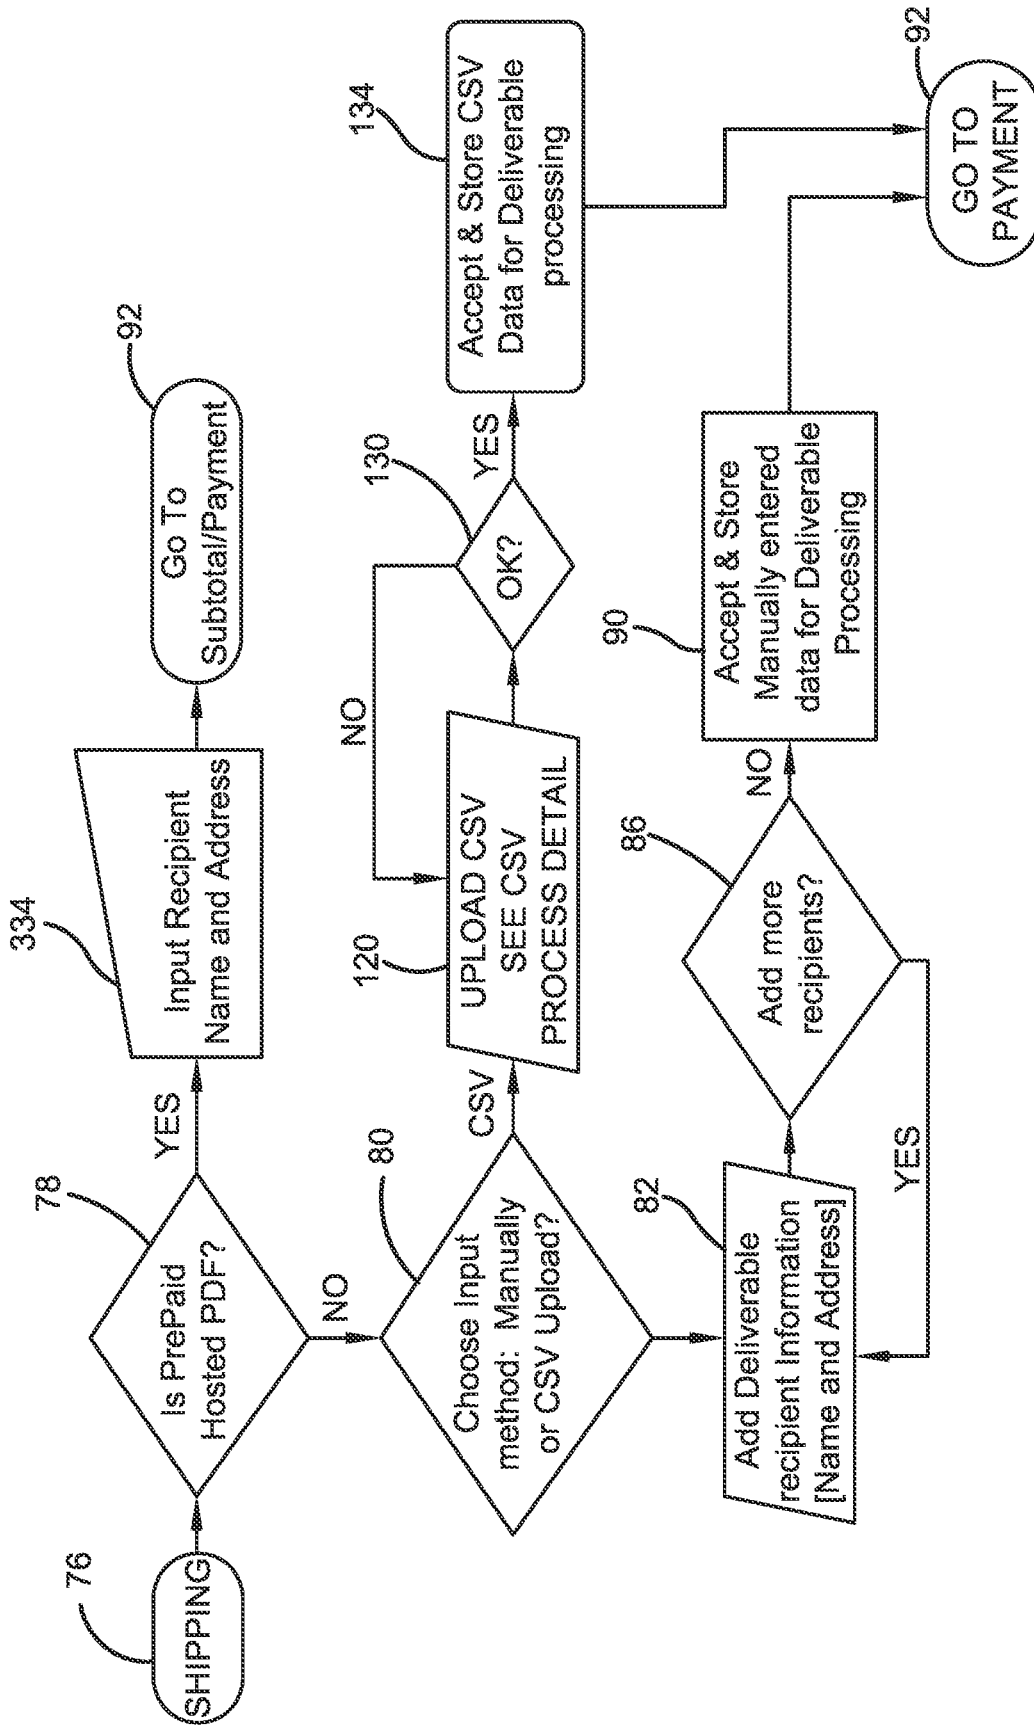 76
SHIPPING
78
Is PrePaid
Hosted PDF?
YES
334
Input Recipient
Name and Address
92
Go To
Subtotal/Payment
NO
80
Choose Input
method: Manually
or CSV Upload?
CSV
120
UPLOAD CSV
SEE CSV
PROCESS DETAIL
NO
130
OK?
YES
134
Accept & Store CSV
Data for Deliverable
processing
82
Add Deliverable
recipient Information
[Name and Address]
YES
86
Add more
recipients?
NO
90
Accept & Store
Manually entered
data for Deliverable
Processing
92
GO TO
PAYMENT